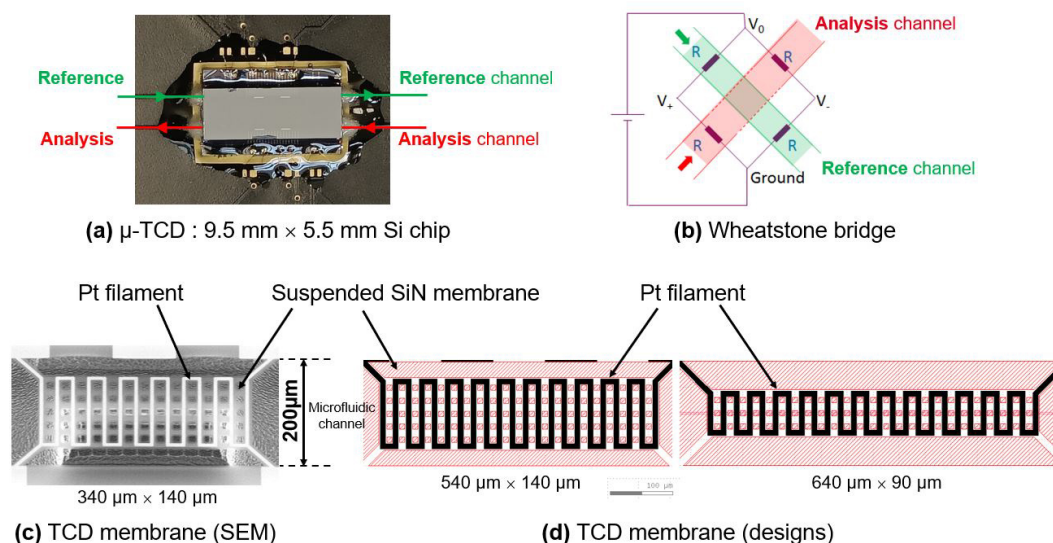 Reference
Reference channel
Analysis
Analysis channel
(a) μ-TCD : 9.5 mm × 5.5 mm Si chip
V0
Analysis channel
R
R
V+
V-
R
R
Ground
Reference channel
(b) Wheatstone bridge
Pt filament
Suspended SiN membrane
Pt filament
200μm
Microfluidic
channel
340 μm × 140 μm
540 μm × 140 μm
100 μm
640 μm × 90 μm
(c) TCD membrane (SEM)
(d) TCD membrane (designs)